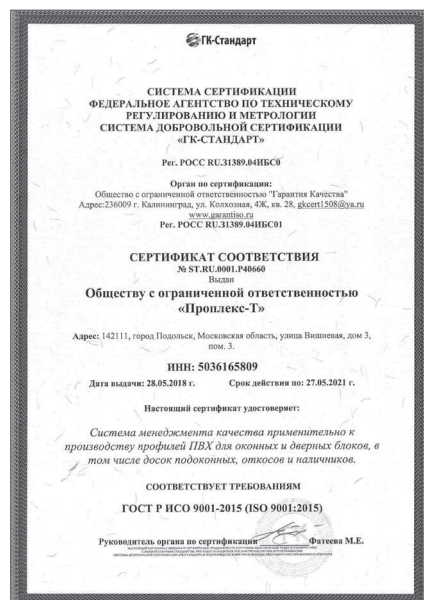 ГК-Стандарт
СИСТЕМА СЕРТИФИКАЦИИ
ФЕДЕРАЛЬНОЕ АГЕНТСТВО ПО ТЕХНИЧЕСКОМУ
РЕГУЛИРОВАНИЮ И МЕТРОЛОГИИ
СИСТЕМА ДОБРОВОЛЬНОЙ СЕРТИФИКАЦИИ
«ГК-СТАНДАРТ»
Рег. РОСС RU.31389.04ИБС0
Орган по сертификации:
Общество с ограниченной ответственностью "Гарантия Качества"
Адрес:236009 г. Калининград, ул. Колхозная, 4Ж, кв. 28, gkcert1508@ya.ru
www.garantiso.ru
Рег. РОСС RU.31389.04ИБС01
СЕРТИФИКАТ СООТВЕТСТВИЯ
№ ST.RU.0001.P40660
Выдан
Обществу с ограниченной ответственностью
«Проплекс-Т»
Адрес: 142111, город Подольск, Московская область, улица Вишневая, дом 3,
пом. 3.
ИНН: 5036165809
Дата выдачи: 28.05.2018 г. Срок действия по: 27.05.2021 г.
Настоящий сертификат удостоверяет:
Система менеджмента качества применительно к
производству профилей ПВХ для оконных и дверных блоков, в
том числе досок подоконных, откосов и наличников.
СООТВЕТСТВУЕТ ТРЕБОВАНИЯМ
ГОСТ Р ИСО 9001-2015 (ISO 9001:2015)
Руководитель органа по сертификации Фатеева М.Е.